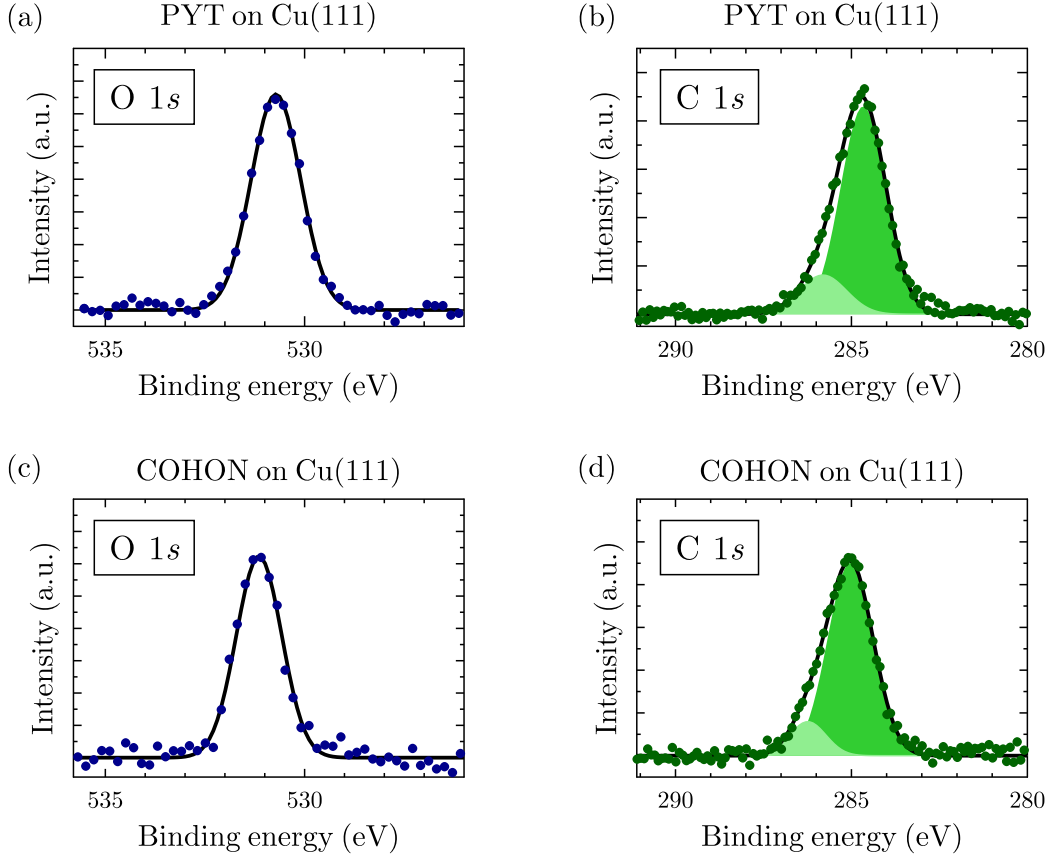 (a)
PYT on Cu(111)
O 1s
Intensity (a.u.)
535
530
Binding energy (eV)
(b)
PYT on Cu(111)
C 1s
Intensity (a.u.)
290
285
280
Binding energy (eV)
(c)
COHON on Cu(111)
O 1s
Intensity (a.u.)
535
530
Binding energy (eV)
(d)
COHON on Cu(111)
C 1s
Intensity (a.u.)
290
285
280
Binding energy (eV)